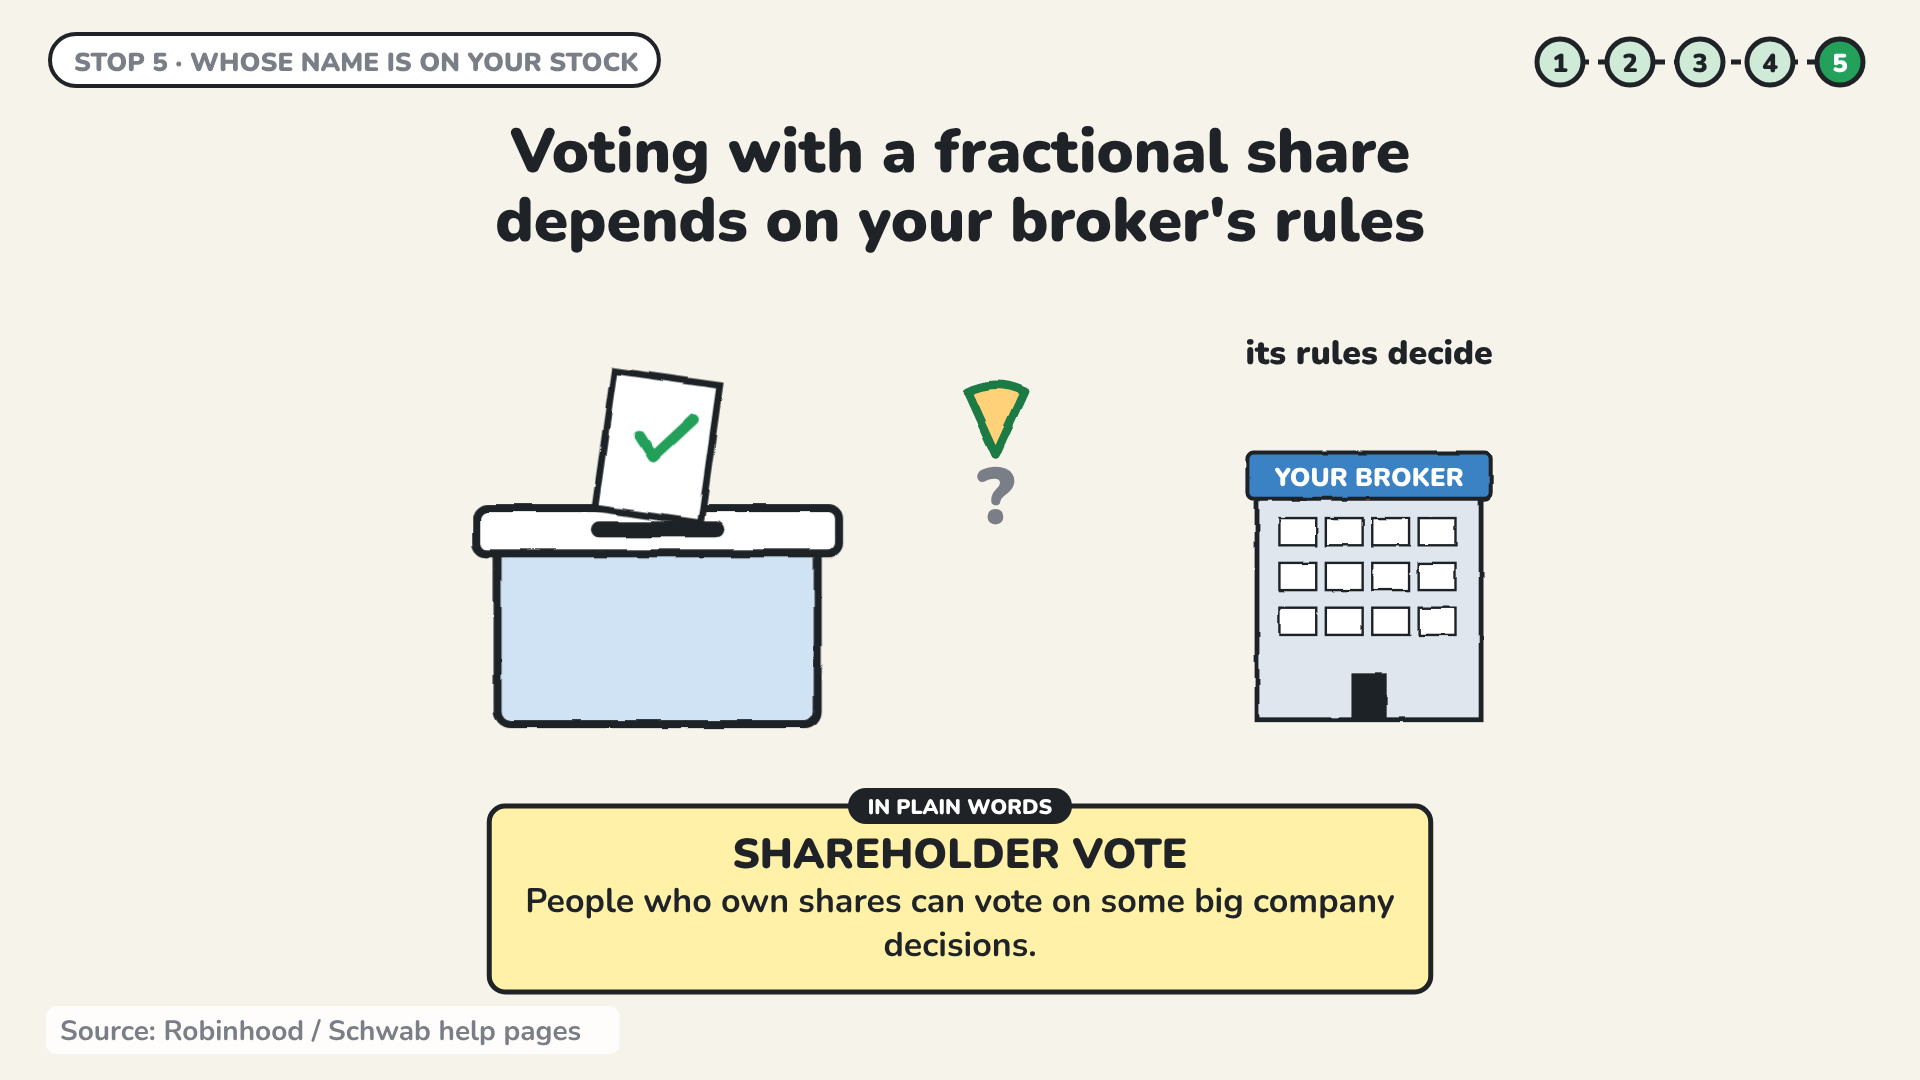 STOP 5 · WHOSE NAME IS ON YOUR STOCK
1 2 3 4 5
Voting with a fractional share
depends on your broker's rules
its rules decide
?
YOUR BROKER
IN PLAIN WORDS
SHAREHOLDER VOTE
People who own shares can vote on some big company
decisions.
Source: Robinhood / Schwab help pages